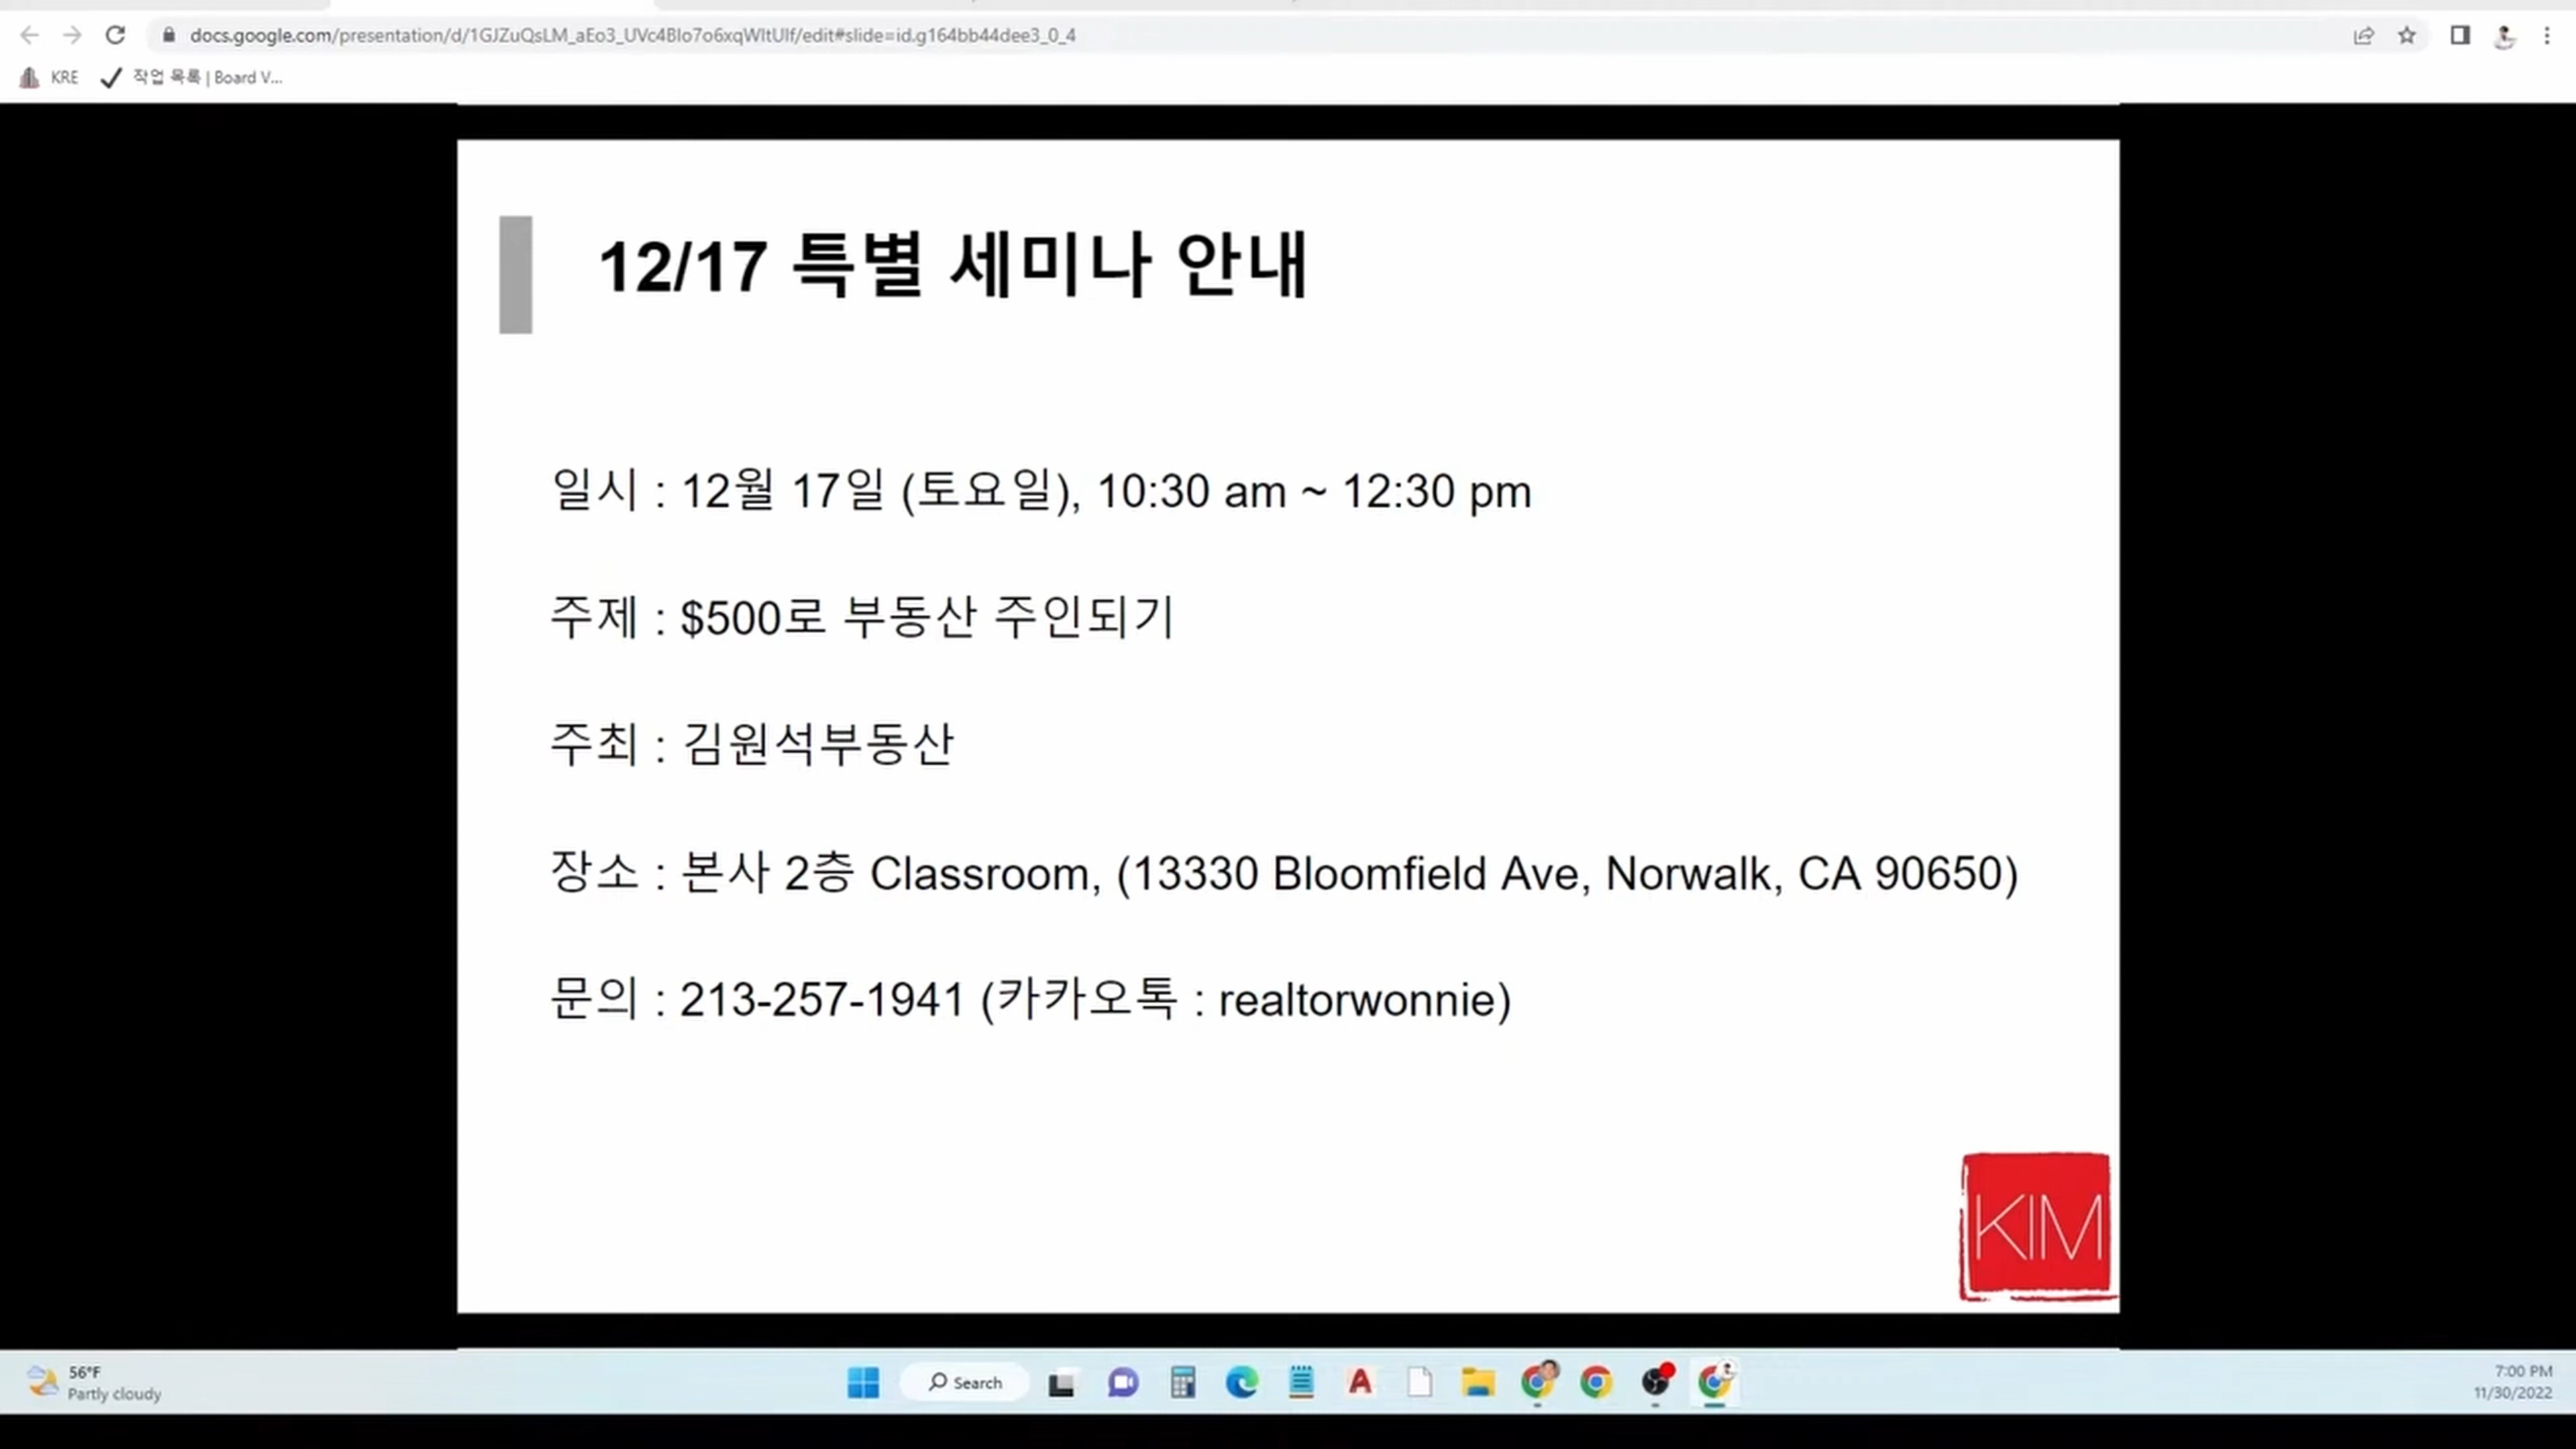 docs.google.com/presentation/d/1GJZuQsLM_aEo3_UVc4Blo7o6xqWltUlf/edit#slide=id.g164bb44dee3_0_4
KRE 작업 목록 | Board V...
12/17 특별 세미나 안내
일시 : 12월 17일 (토요일), 10:30 am ~ 12:30 pm
주제 : $500로 부동산 주인되기
주최 : 김원석부동산
장소 : 본사 2층 Classroom, (13330 Bloomfield Ave, Norwalk, CA 90650)
문의 : 213-257-1941 (카카오톡 : realtorwonnie)
KIM
56°F
Partly cloudy
Search
7:00 PM
11/30/2022